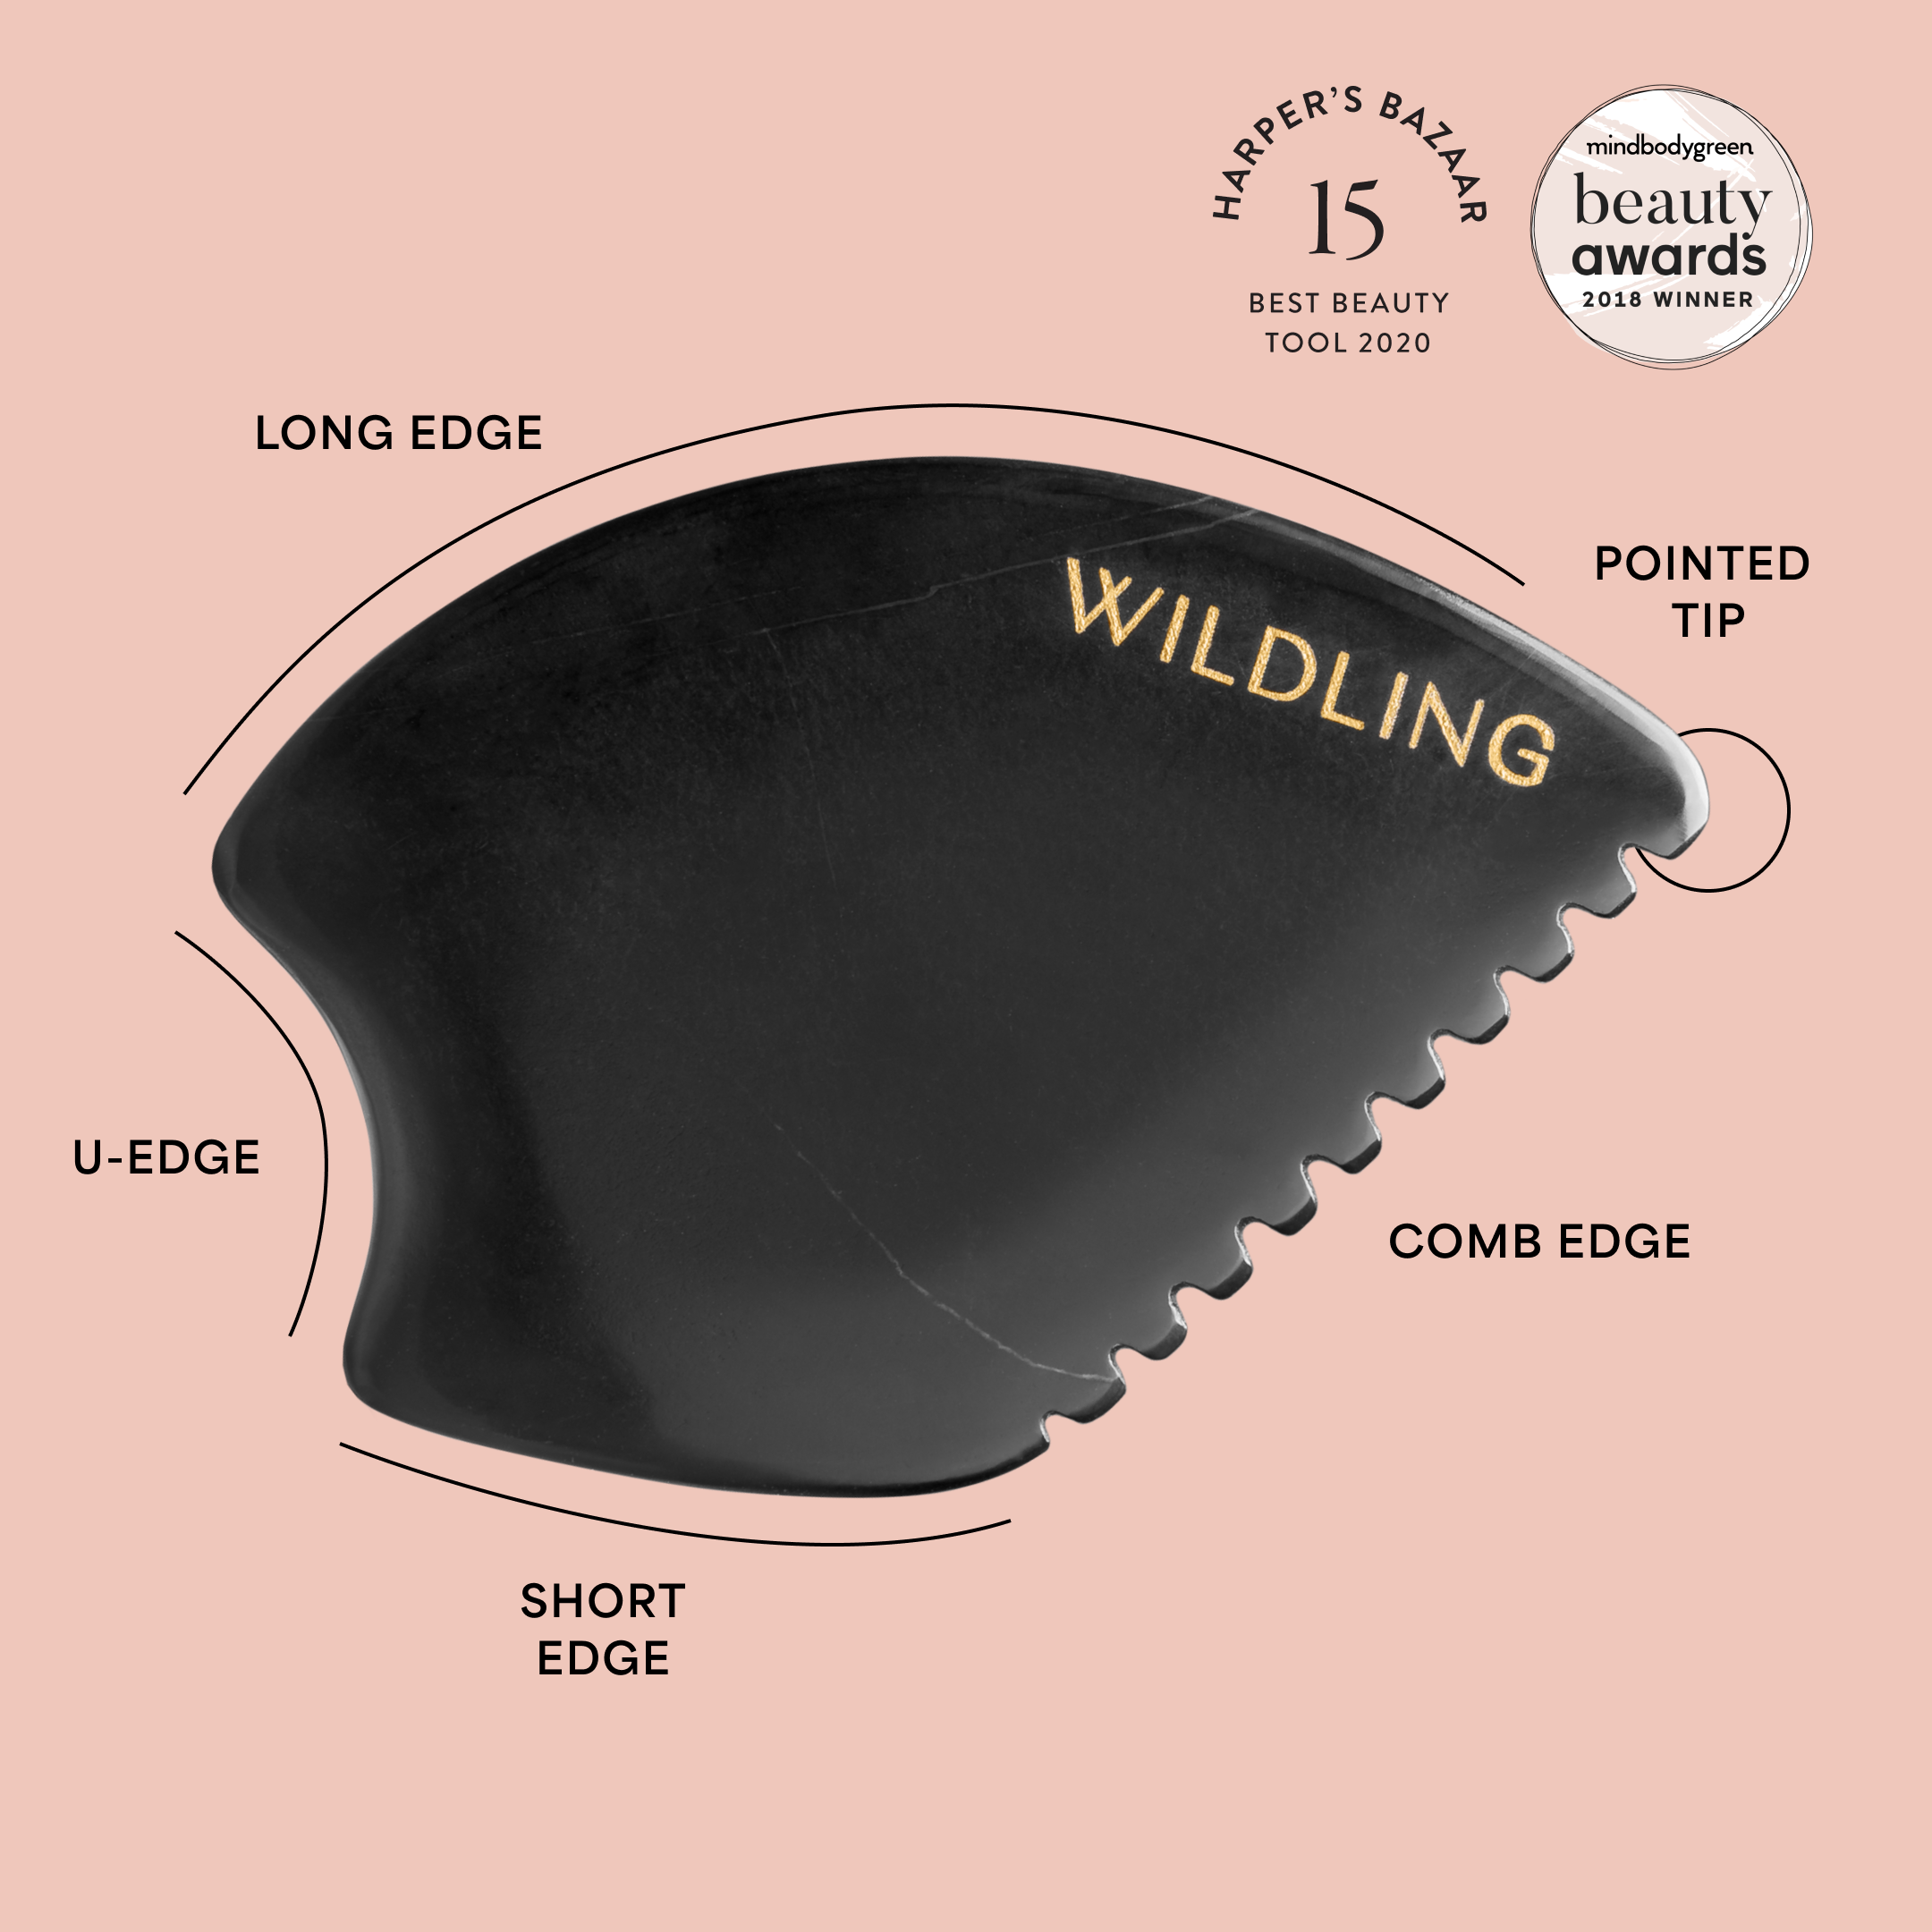 HARPER'S BAZAAR
15
BEST BEAUTY
TOOL 2020
mindbodygreen
beauty
awards
2018 WINNER
LONG EDGE
POINTED
TIP
WILDLING
U-EDGE
COMB EDGE
SHORT
EDGE